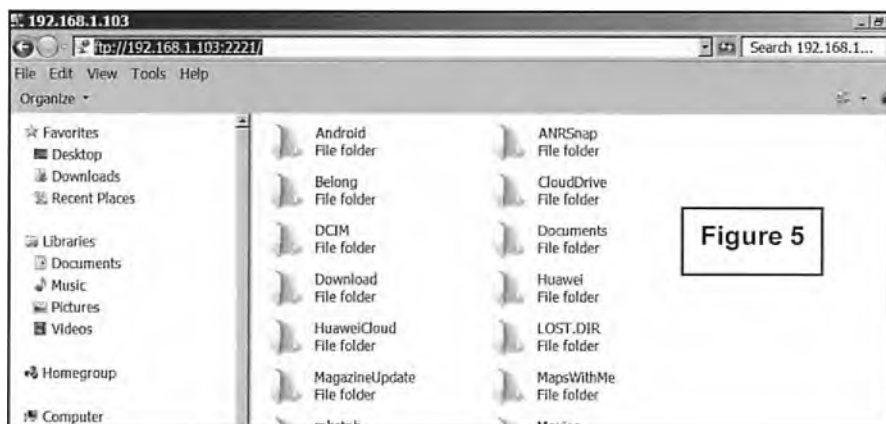 192.168.1.103
ftp://192.168.1.103:2221/
Search 192.168.1...
File Edit View Tools Help
Organize
Favorites
Desktop
Downloads
Recent Places
Libraries
Documents
Music
Pictures
Videos
Homegroup
Computer
Android
File folder
ANRSnap
File folder
Belong
File folder
CloudDrive
File folder
DCIM
File folder
Documents
File folder
Download
File folder
Huawei
File folder
HuaweiCloud
File folder
LOST.DIR
File folder
MagazineUpdate
File folder
MapsWithMe
File folder
Figure 5